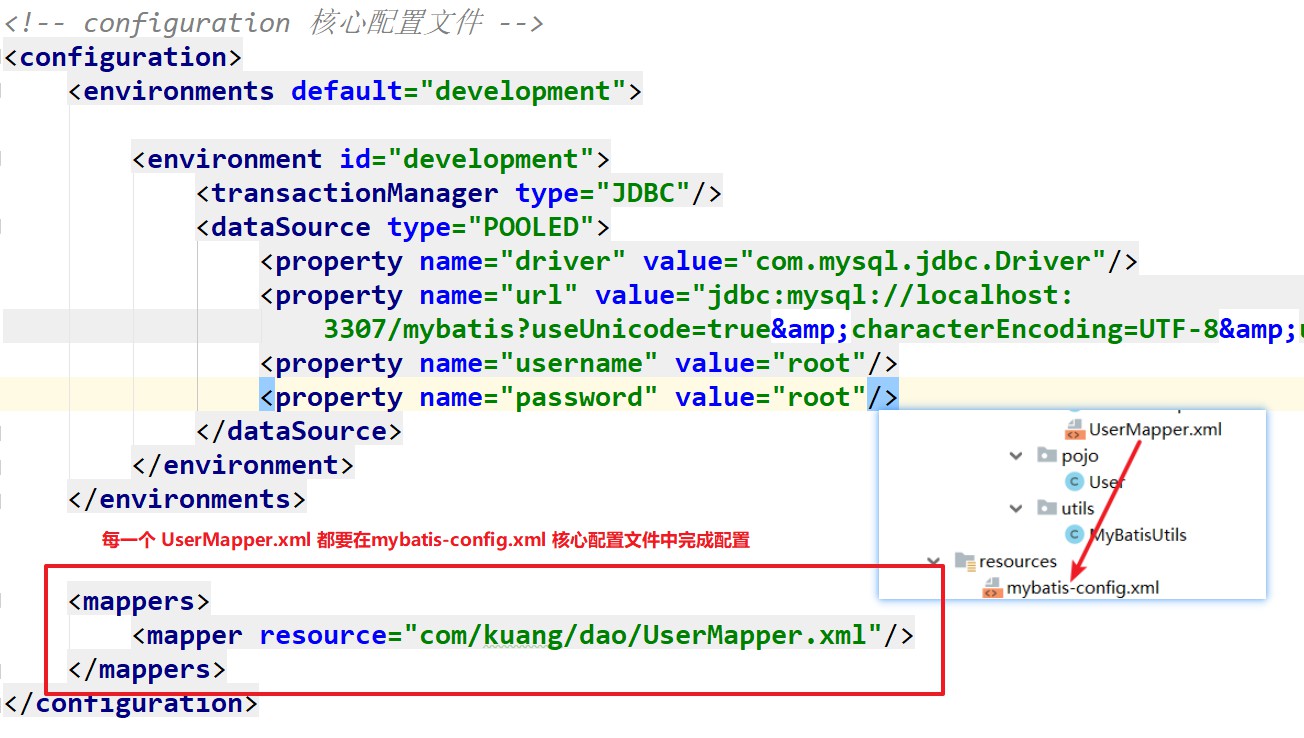 <!-- configuration 核心配置文件 -->
<configuration>
<environments default="development">
<environment id="development">
<transactionManager type="JDBC"/>
<dataSource type="POOLED">
<property name="driver" value="com.mysql.jdbc.Driver"/>
<property name="url" value="jdbc:mysql://localhost:
3307/mybatis?useUnicode=true&amp;characterEncoding=UTF-8&amp;
<property name="username" value="root"/>
<property name="password" value="root"/>
</dataSource>
</environment>
</environments>
UserMapper.xml
pojo
User
utils
MyBatisUtils
resources
mybatis-config.xml
每一个 UserMapper.xml 都要在mybatis-config.xml 核心配置文件中完成配置
<mappers>
<mapper resource="com/kuang/dao/UserMapper.xml"/>
</mappers>
</configuration>